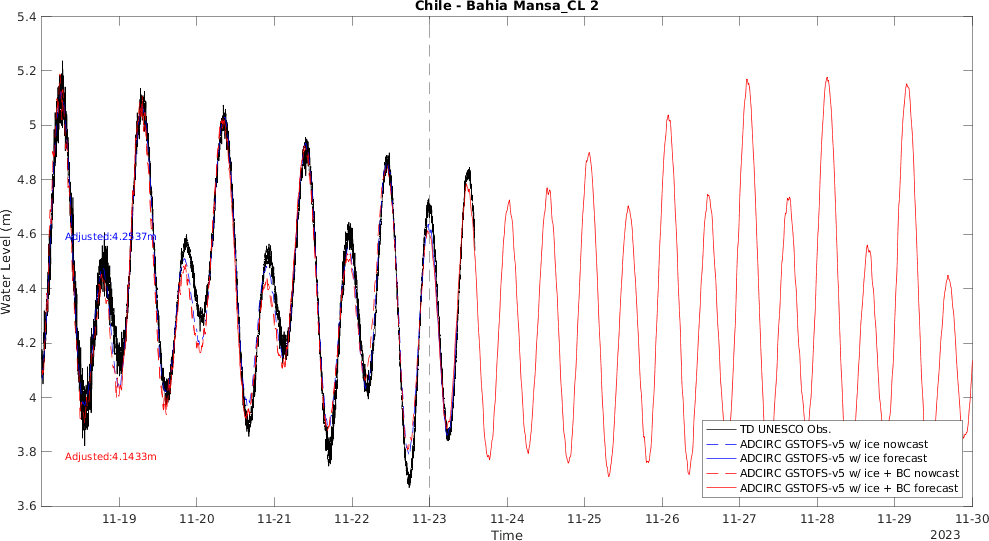 Chile - Bahia Mansa_CL 2
Water Level (m)
5.4
5.2
5
4.8
4.6
4.4
4.2
4
3.8
3.6
Adjusted:4.2537m
Adjusted:4.1433m
TD UNESCO Obs.
ADCIRC GSTOFS-v5 w/ ice nowcast
ADCIRC GSTOFS-v5 w/ ice forecast
ADCIRC GSTOFS-v5 w/ ice + BC nowcast
ADCIRC GSTOFS-v5 w/ ice + BC forecast
11-19 11-20 11-21 11-22 11-23 11-24 11-25 11-26 11-27 11-28 11-29 11-30
Time
2023